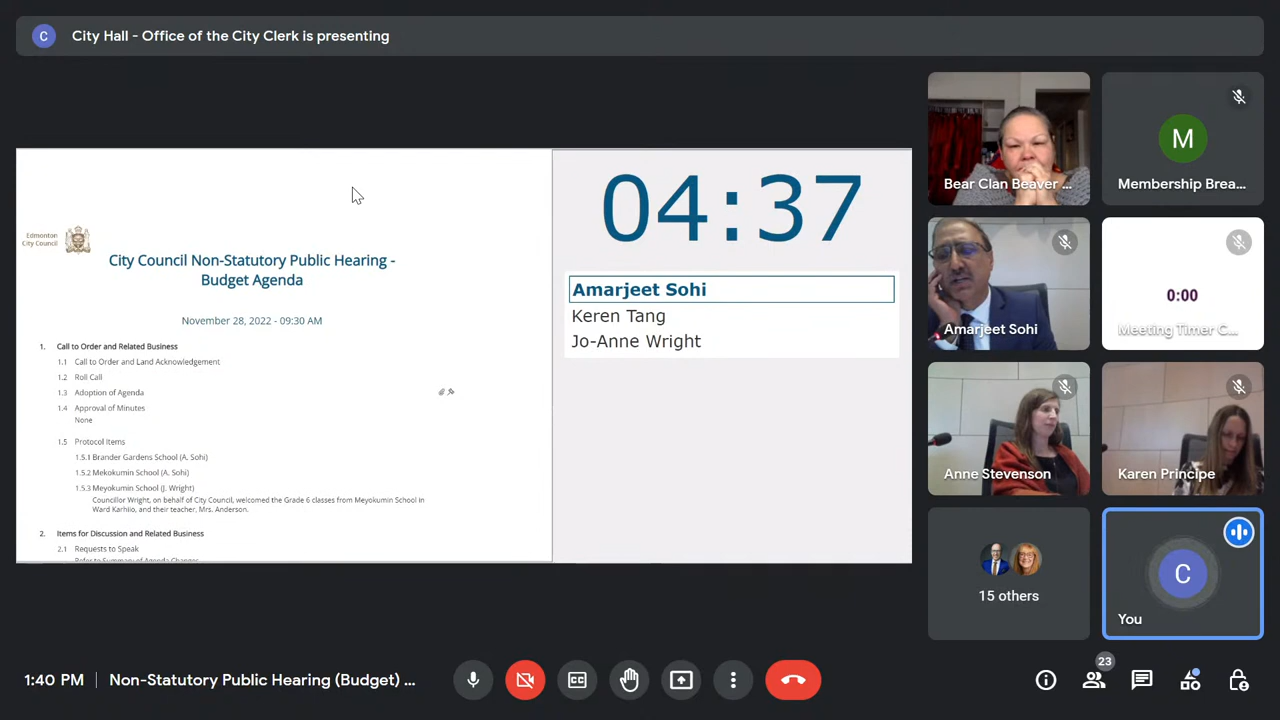 C City Hall - Office of the City Clerk is presenting
Edmonton
City Council
City Council Non-Statutory Public Hearing -
Budget Agenda
November 28, 2022 - 09:30 AM
1. Call to Order and Related Business
1.1 Call to Order and Land Acknowledgement
1.2 Roll Call
1.3 Adoption of Agenda
1.4 Approval of Minutes
None
1.5 Protocol Items
1.5.1 Brander Gardens School (A. Sohi)
1.5.2 Mekokumin School (A. Sohi)
1.5.3 Meyokumin School (J. Wright)
Councillor Wright, on behalf of City Council, welcomed the Grade 6 classes from Meyokumin School in
Ward Karhiio, and their teacher, Mrs. Anderson.
2. Items for Discussion and Related Business
2.1 Requests to Speak
Refer to Summary of Agenda Changes
04:37
Amarjeet Sohi
Keren Tang
Jo-Anne Wright
Bear Clan Beaver ...
M
Membership Brea...
Amarjeet Sohi
0:00
Meeting Timer C...
Anne Stevenson
Karen Principe
15 others
C
You
1:40 PM | Non-Statutory Public Hearing (Budget) ...
23